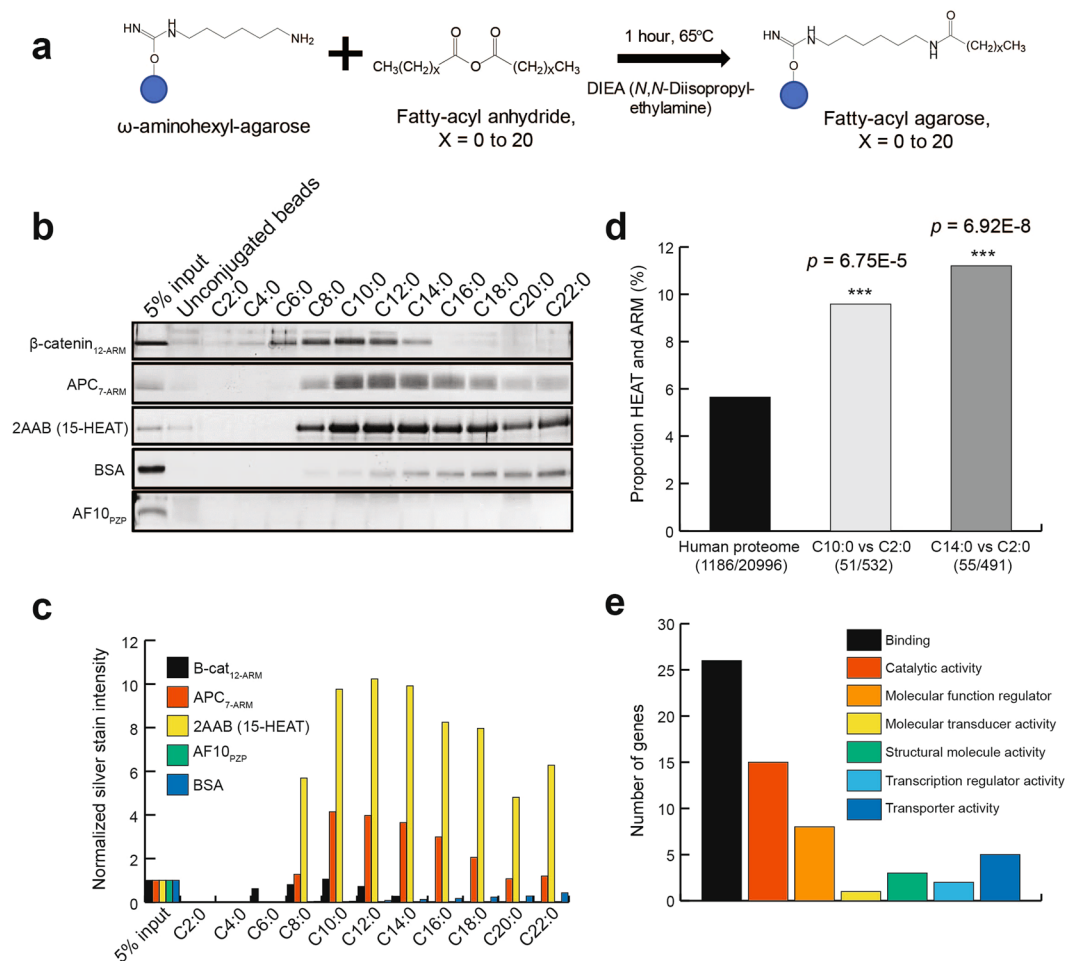 a
HN
H
N
NH2
O
+
O
O
CH3(CH2)x
O
(CH2)xCH3
1 hour, 65ºC
DIEA (N,N-Diisopropyl-
ethylamine)
HN
H
N
O
N
H
(CH2)xCH3
O
ω-aminohexyl-agarose
Fatty-acyl anhydride,
X = 0 to 20
Fatty-acyl agarose,
X = 0 to 20
b
5% input
Unconjugated beads
C2:0
C4:0
C6:0
C8:0
C10:0
C12:0
C14:0
C16:0
C18:0
C20:0
C22:0
β-catenin12-ARM
APC7-ARM
2AAB (15-HEAT)
BSA
AF10PZP
d
Proportion HEAT and ARM (%)
12
10
8
6
4
2
0
p = 6.75E-5
***
p = 6.92E-8
***
Human proteome
(1186/20996)
C10:0 vs C2:0
(51/532)
C14:0 vs C2:0
(55/491)
c
Normalized silver stain intensity
12
10
8
6
4
2
1
0
B-cat12-ARM
APC7-ARM
2AAB (15-HEAT)
AF10PZP
BSA
5% input
C2:0
C4:0
C6:0
C8:0
C10:0
C12:0
C14:0
C16:0
C18:0
C20:0
C22:0
e
Number of genes
30
25
20
15
10
5
0
Binding
Catalytic activity
Molecular function regulator
Molecular transducer activity
Structural molecule activity
Transcription regulator activity
Transporter activity